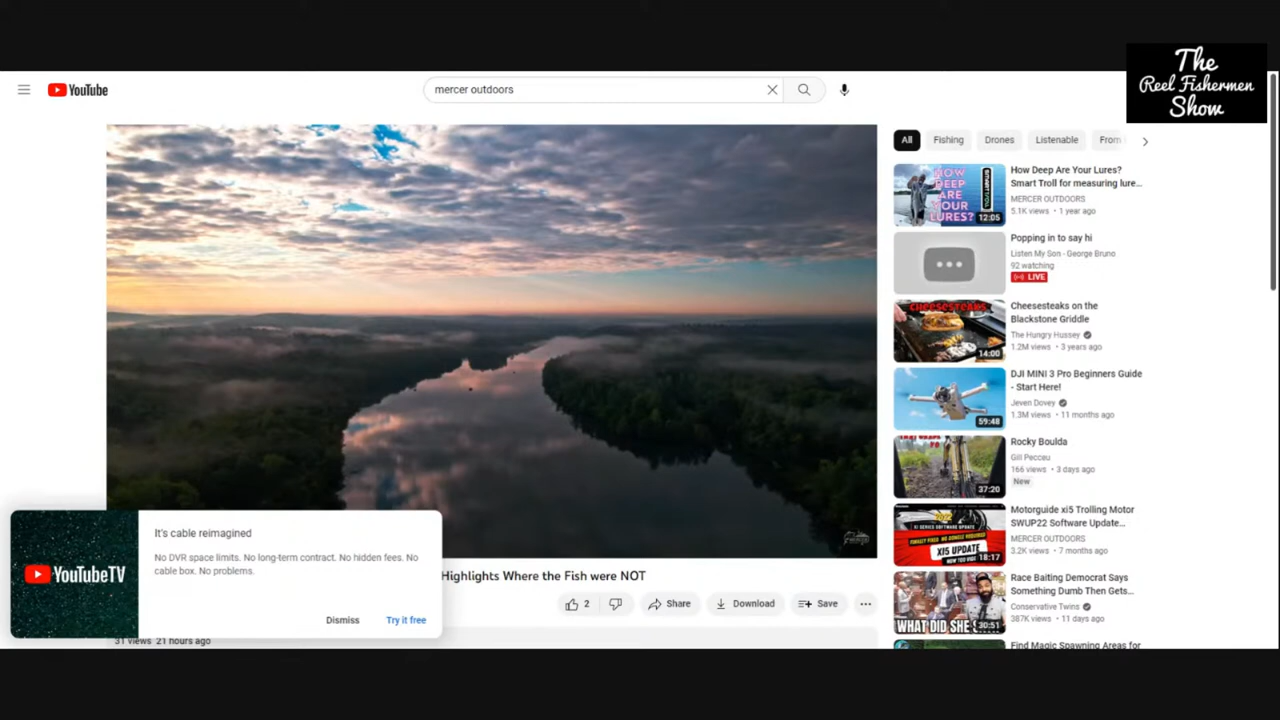 The
Reel Fishermen
Show
YouTube
mercer outdoors
All
Fishing
Drones
Listenable
From
How Deep Are Your Lures?
Smart Troll for measuring lure...
MERCER OUTDOORS
5.1K views • 1 year ago
HOW
DEEP
ARE
YOUR
LURES?
SMART TROLL
12:05
Popping in to say hi
Listen My Son - George Bruno
92 watching
LIVE
CHEESESTEAKS
14:00
Cheesesteaks on the
Blackstone Griddle
The Hungry Hussey
1.2M views • 3 years ago
59:48
DJI MINI 3 Pro Beginners Guide
- Start Here!
Jeven Dovey
1.3M views • 11 months ago
37:20
Rocky Boulda
Gill Pecceu
166 views • 3 days ago
New
XI5 UPDATE
18:17
Motorguide xi5 Trolling Motor
SWUP22 Software Update...
MERCER OUTDOORS
3.2K views • 7 months ago
WHAT DID SHE
30:51
Race Baiting Democrat Says
Something Dumb Then Gets...
Conservative Twins
387K views • 11 days ago
Find Magic Spawning Areas for
YouTubeTV
It's cable reimagined
No DVR space limits. No long-term contract. No hidden fees. No
cable box. No problems.
Dismiss
Try it free
Highlights Where the Fish were NOT
2
Share
Download
Save
31 views 21 hours ago